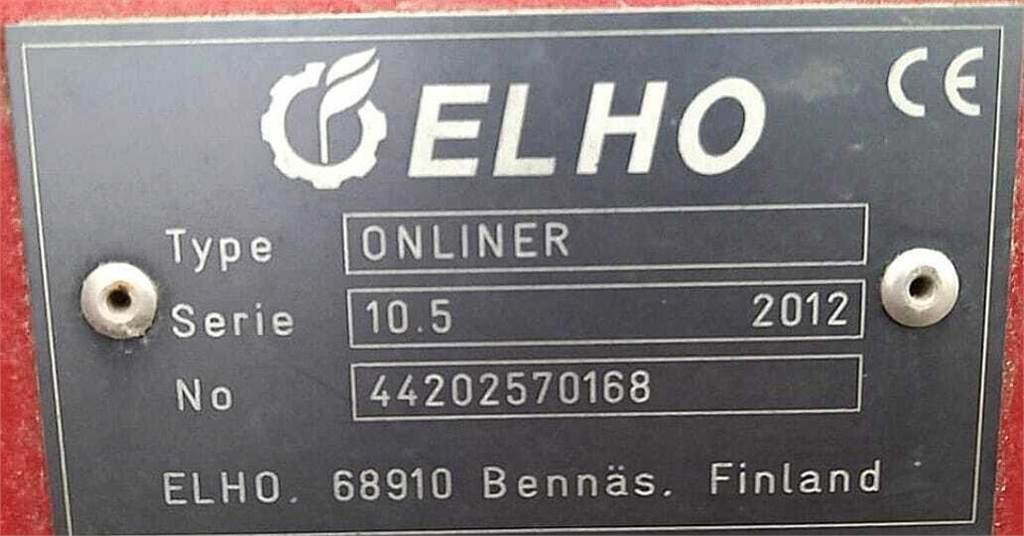 ELHO CE
Type ONLINER
Serie 10.5 2012
No 44202570168
ELHO. 68910 Bennäs. Finland